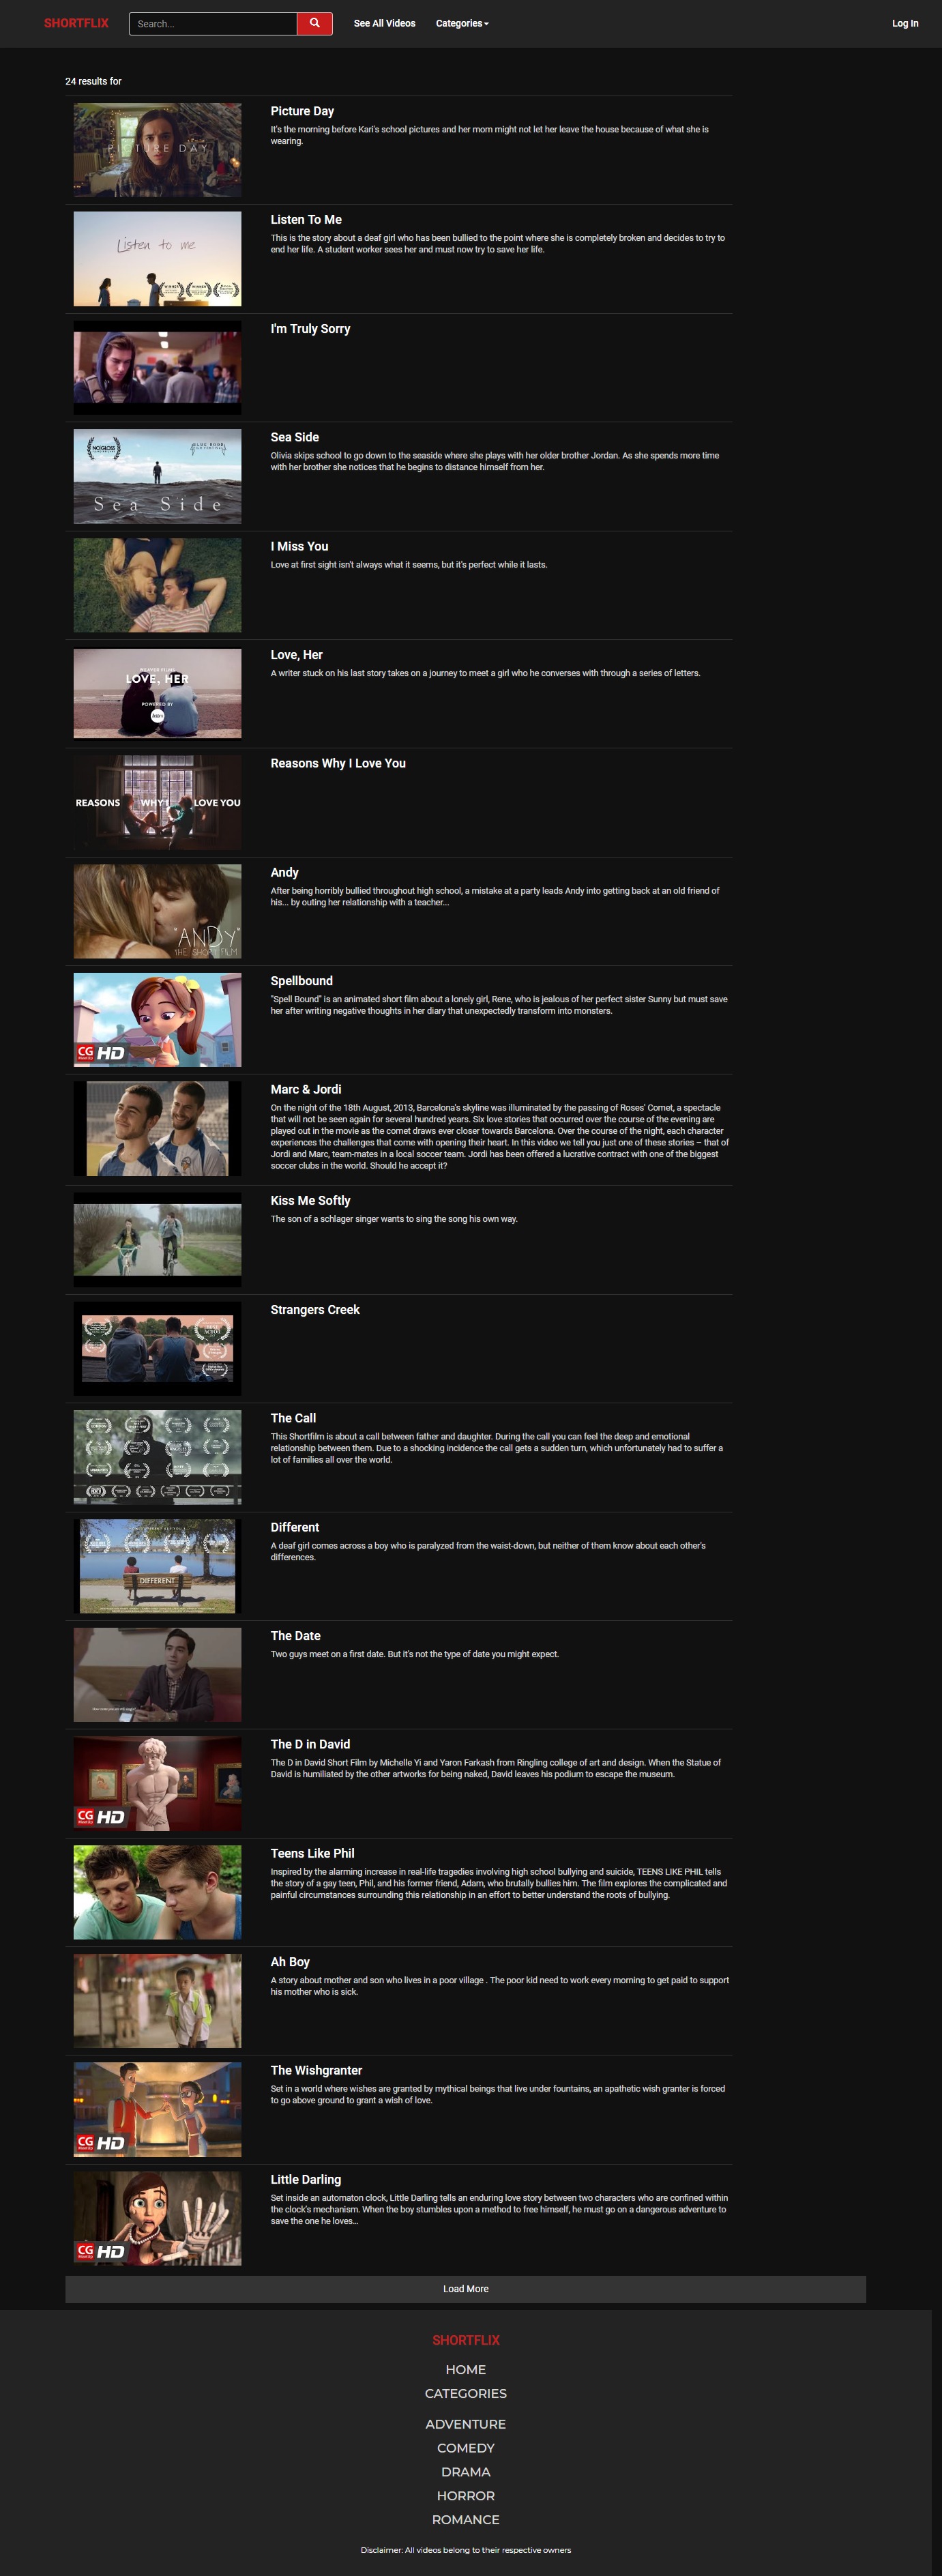 SHORTFLIX
Search...
See All Videos
Categories
Log In
24 results for
PICTURE DAY
Picture Day
It's the morning before Kari's school pictures and her mom might not let her leave the house because of what she is
wearing.
Listen to me
Listen To Me
This is the story about a deaf girl who has been bullied to the point where she is completely broken and decides to try to
end her life. A student worker sees her and must now try to save her life.
I'm Truly Sorry
Sea Side
Sea Side
Olivia skips school to go down to the seaside where she plays with her older brother Jordan. As she spends more time
with her brother she notices that he begins to distance himself from her.
I Miss You
Love at first sight isn't always what it seems, but it's perfect while it lasts.
LOVE, HER
POWERED BY
Love, Her
A writer stuck on his last story takes on a journey to meet a girl who he converses with through a series of letters.
REASONS WHY I LOVE YOU
Reasons Why I Love You
"ANDY"
THE SHORT FILM
Andy
After being horribly bullied throughout high school, a mistake at a party leads Andy into getting back at an old friend of
his... by outing her relationship with a teacher...
CG HD
Spellbound
"Spell Bound" is an animated short film about a lonely girl, Rene, who is jealous of her perfect sister Sunny but must save
her after writing negative thoughts in her diary that unexpectedly transform into monsters.
Marc & Jordi
On the night of the 18th August, 2013, Barcelona's skyline was illuminated by the passing of Roses' Comet, a spectacle
that will not be seen again for several hundred years. Six love stories that occurred over the course of the evening are
played out in the movie as the comet draws ever closer towards Barcelona. Over the course of the night, each character
experiences the challenges that come with opening their heart. In this video we tell you just one of these stories – that of
Jordi and Marc, team-mates in a local soccer team. Jordi has been offered a lucrative contract with one of the biggest
soccer clubs in the world. Should he accept it?
Kiss Me Softly
The son of a schlager singer wants to sing the song his own way.
Strangers Creek
The Call
This Shortfilm is about a call between father and daughter. During the call you can feel the deep and emotional
relationship between them. Due to a shocking incidence the call gets a sudden turn, which unfortunately had to suffer a
lot of families all over the world.
DIFFERENT
Different
A deaf girl comes across a boy who is paralyzed from the waist-down, but neither of them know about each other's
differences.
The Date
Two guys meet on a first date. But it's not the type of date you might expect.
CG HD
The D in David
The D in David Short Film by Michelle Yi and Yaron Farkash from Ringling college of art and design. When the Statue of
David is humiliated by the other artworks for being naked, David leaves his podium to escape the museum.
Teens Like Phil
Inspired by the alarming increase in real-life tragedies involving high school bullying and suicide, TEENS LIKE PHIL tells
the story of a gay teen, Phil, and his former friend, Adam, who brutally bullies him. The film explores the complicated and
painful circumstances surrounding this relationship in an effort to better understand the roots of bullying.
Ah Boy
A story about mother and son who lives in a poor village . The poor kid need to work every morning to get paid to support
his mother who is sick.
CG HD
The Wishgranter
Set in a world where wishes are granted by mythical beings that live under fountains, an apathetic wish granter is forced
to go above ground to grant a wish of love.
CG HD
Little Darling
Set inside an automaton clock, Little Darling tells an enduring love story between two characters who are confined within
the clock's mechanism. When the boy stumbles upon a method to free himself, he must go on a dangerous adventure to
save the one he loves...
Load More
SHORTFLIX
HOME
CATEGORIES
ADVENTURE
COMEDY
DRAMA
HORROR
ROMANCE
Disclaimer: All videos belong to their respective owners